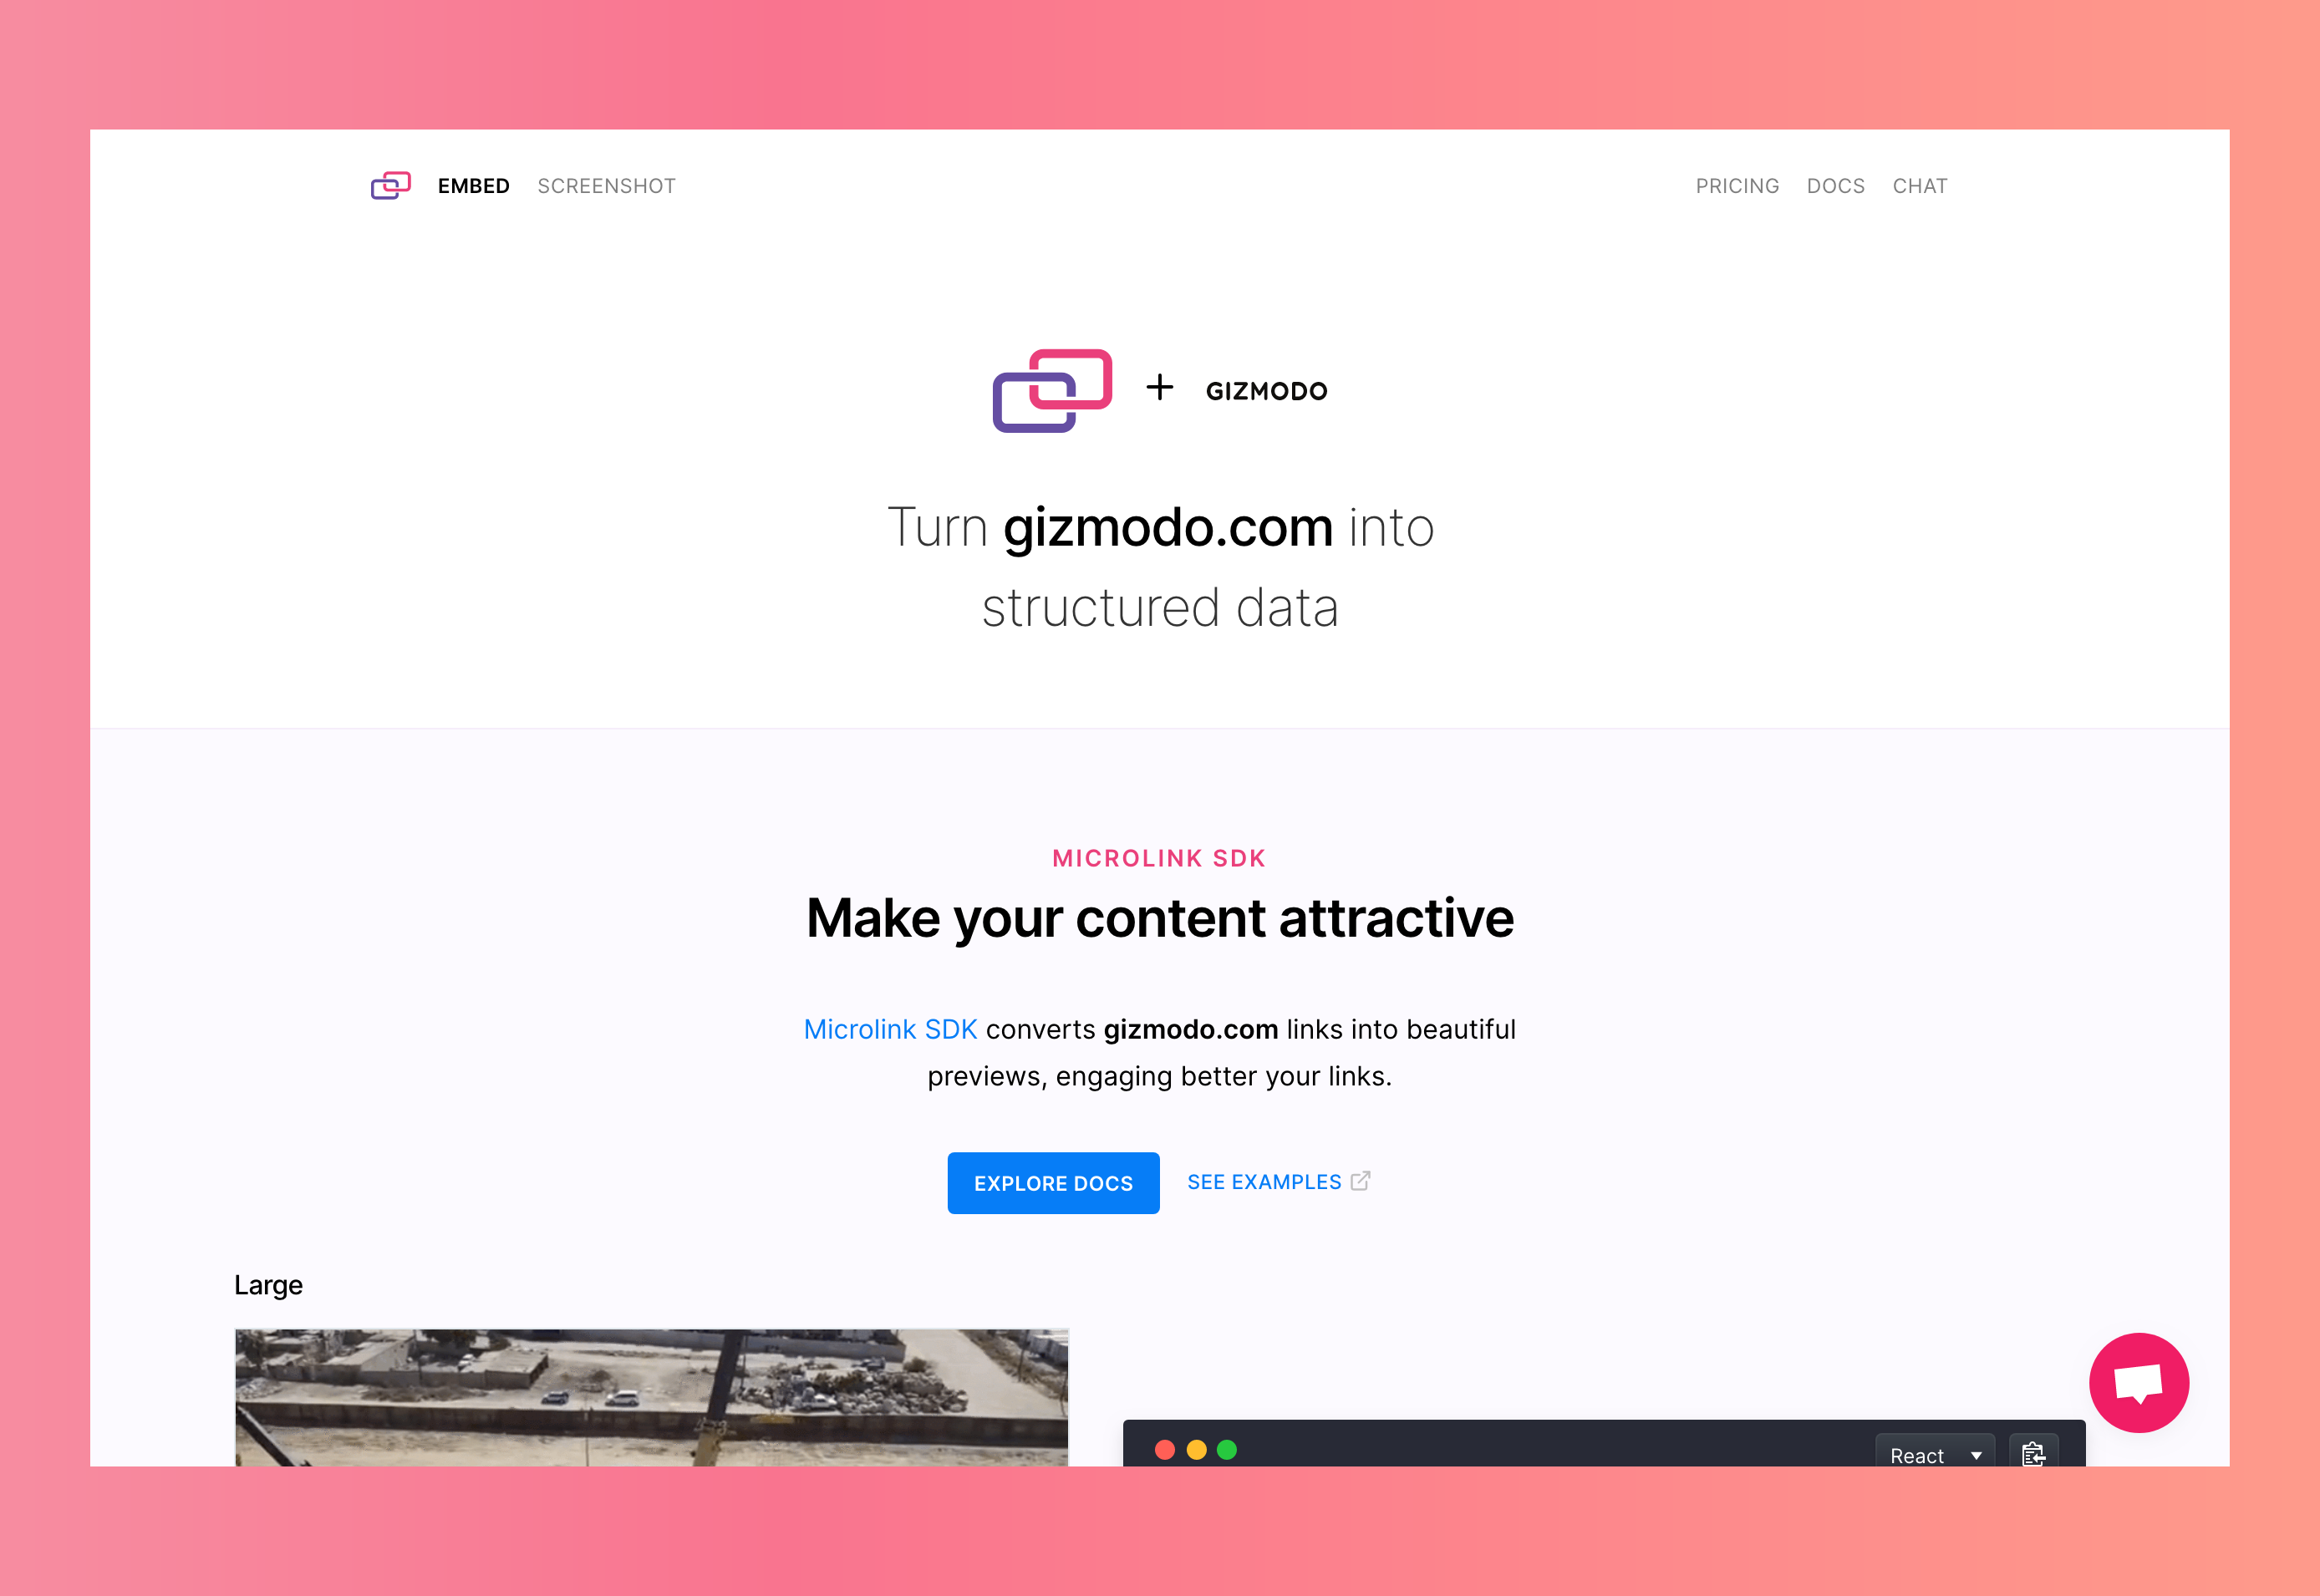 EMBED SCREENSHOT PRICING DOCS CHAT
+ GIZMODO
Turn gizmodo.com into
structured data
MICROLINK SDK
Make your content attractive
Microlink SDK converts gizmodo.com links into beautiful
previews, engaging better your links.
EXPLORE DOCS SEE EXAMPLES
Large
React